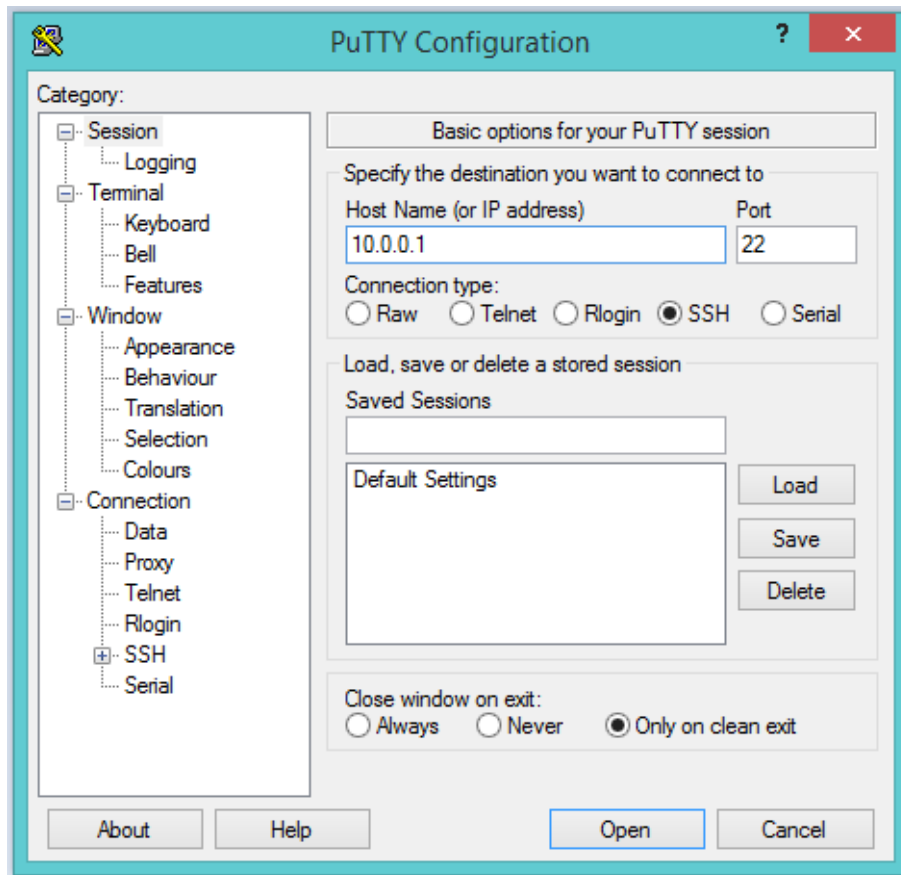 PuTTY Configuration
?
Category:
Session
Logging
Terminal
Keyboard
Bell
Features
Window
Appearance
Behaviour
Translation
Selection
Colours
Connection
Data
Proxy
Telnet
Rlogin
SSH
Serial
Basic options for your PuTTY session
Specify the destination you want to connect to
Host Name (or IP address) Port
10.0.0.1 22
Connection type:
Raw Telnet Rlogin SSH Serial
Load, save or delete a stored session
Saved Sessions
Default Settings
Load
Save
Delete
Close window on exit:
Always Never Only on clean exit
About Help Open Cancel